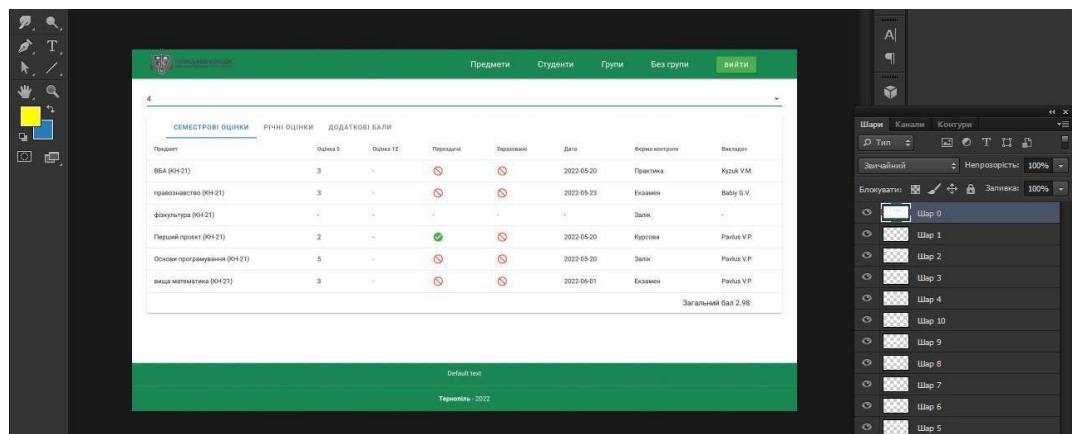 Предмети Студенти Групи Без групи ВИЙТИ
4
СЕМЕСТРОВІ ОЦІНКИ РІЧНІ ОЦІНКИ ДОДАТКОВІ БАЛИ
Предмет Оцінка 5 Оцінка 12 Перездача Зараховано Дата Форма контроля Викладач
ВБА (КН-21) 3 - 2022-05-20 Практика Kyzuk V.M.
правознавство (КН-21) 3 - 2022-05-23 Екзамен Babiy G.V.
фізкультура (КН-21) - - - - - Залік -
Перший проєкт (КН-21) 2 - 2022-05-20 Курсова Pavlus V.P.
Основи програмування (КН-21) 5 - 2022-05-20 Залік Pavlus V.P.
вища математика (КН-21) 3 - 2022-06-01 Екзамен Pavlus V.P.
Загальний бал 2.98
Default text
Тернопіль - 2022
Шари Канали Контури
Тип
Звичайний Непрозорість: 100%
Блокувати: Заливка: 100%
Шар 0
Шар 1
Шар 2
Шар 3
Шар 4
Шар 10
Шар 9
Шар 8
Шар 7
Шар 6
Шар 5